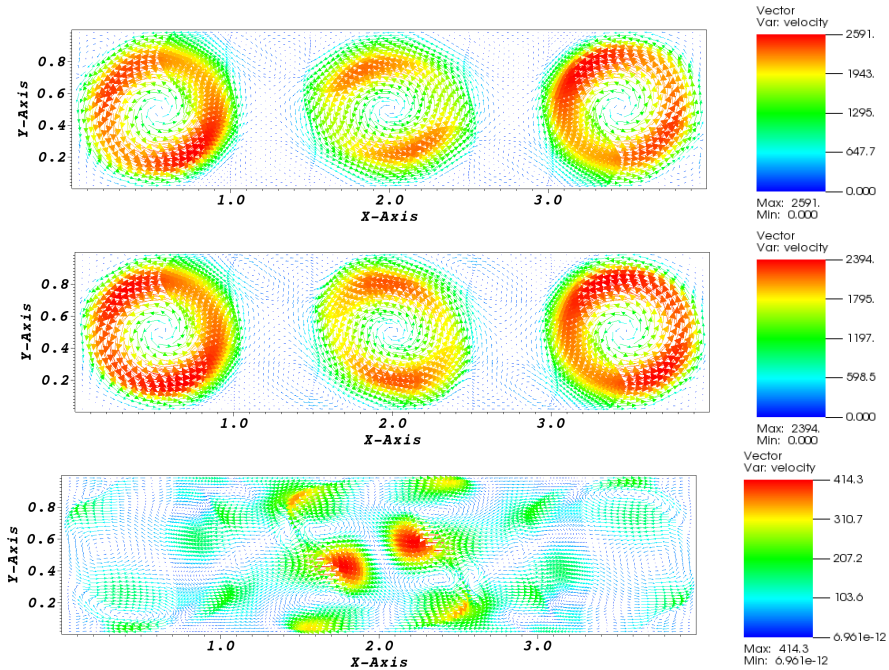 Vector
Var: velocity
2591.
1943.
1295.
647.7
0.000
Max: 2591.
Min: 0.000
Y-Axis
0.8
0.6
0.4
0.2
1.0 2.0 3.0
X-Axis
Vector
Var: velocity
2394.
1795.
1197.
598.5
0.000
Max: 2394.
Min: 0.000
Y-Axis
0.8
0.6
0.4
0.2
1.0 2.0 3.0
X-Axis
Vector
Var: velocity
414.3
310.7
207.2
103.6
6.961e-12
Max: 414.3
Min: 6.961e-12
Y-Axis
0.8
0.6
0.4
0.2
1.0 2.0 3.0
X-Axis